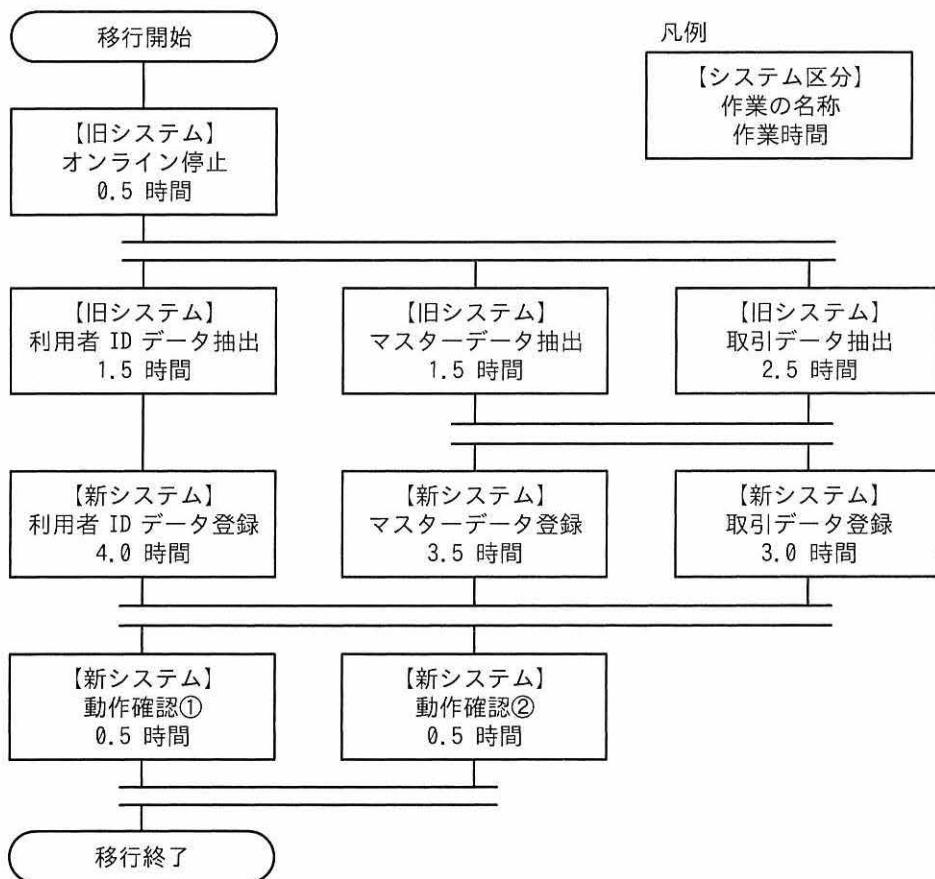 移行開始
凡例
【システム区分】
作業の名称
作業時間
【旧システム】
オンライン停止
0.5 時間
【旧システム】
利用者 ID データ抽出
1.5 時間
【旧システム】
マスターデータ抽出
1.5 時間
【旧システム】
取引データ抽出
2.5 時間
【新システム】
利用者 ID データ登録
4.0 時間
【新システム】
マスターデータ登録
3.5 時間
【新システム】
取引データ登録
3.0 時間
【新システム】
動作確認①
0.5 時間
【新システム】
動作確認②
0.5 時間
移行終了